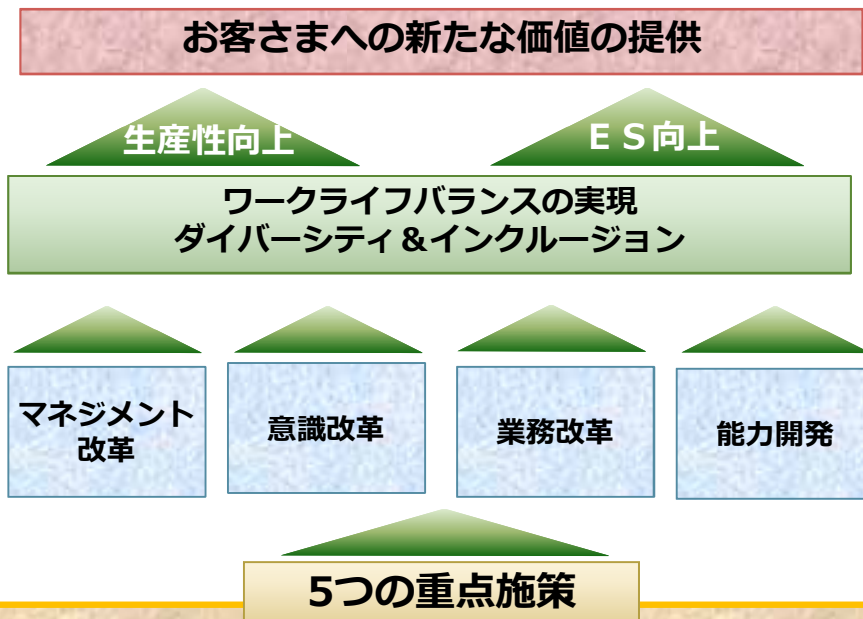 お客さまへの新たな価値の提供
生産性向上
ＥＳ向上
ワークライフバランスの実現
ダイバーシティ＆インクルージョン
マネジメント
改革
意識改革
業務改革
能力開発
5つの重点施策